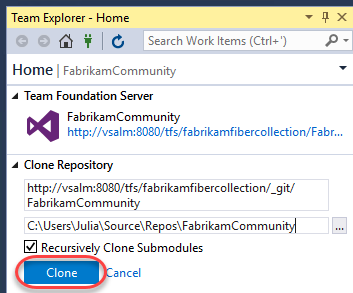 Team Explorer - Home
Search Work Items (Ctrl+')
Home | FabrikamCommunity
Team Foundation Server
FabrikamCommunity
http://vsalm:8080/tfs/fabrikamfibercollection/Fabr...
Clone Repository
http://vsalm:8080/tfs/fabrikamfibercollection/_git/
FabrikamCommunity
C:\Users\Julia\Source\Repos\FabrikamCommunity
...
Recursively Clone Submodules
Clone Cancel